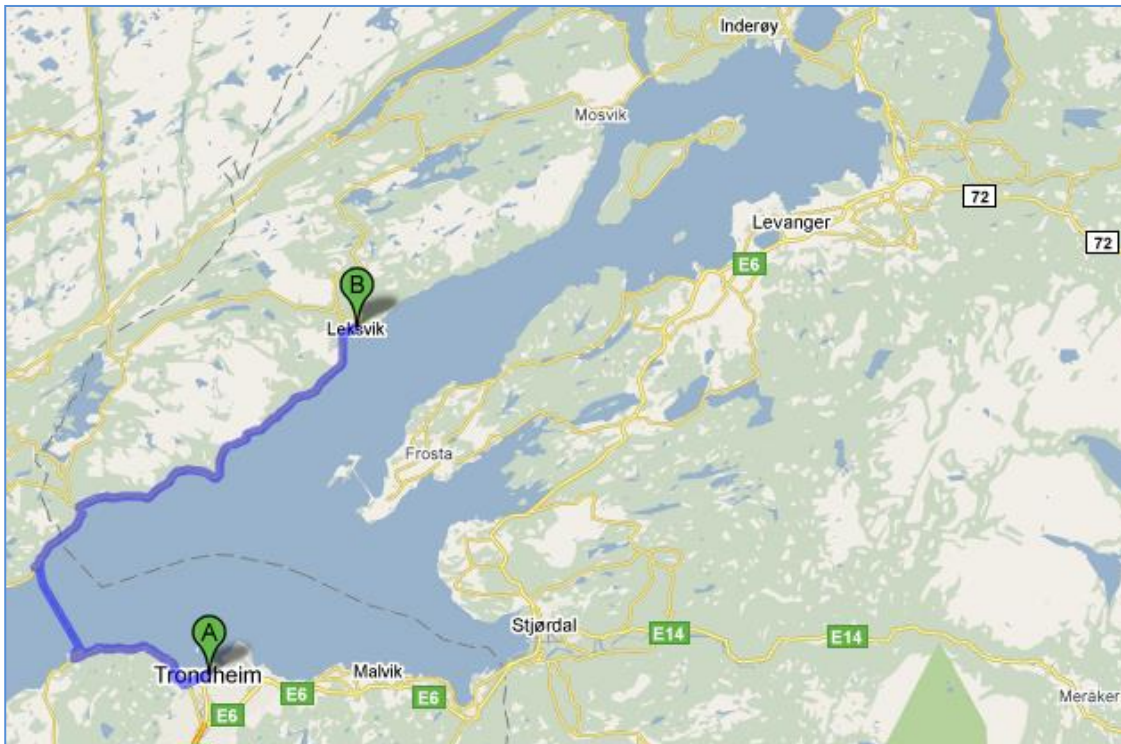 Inderøy
Mosvik
72
Levanger
72
E6
B
Leksvik
Frosta
A
Stjørdal
E14
E14
Trondheim
Malvik
E6
E6
Meråker
E6